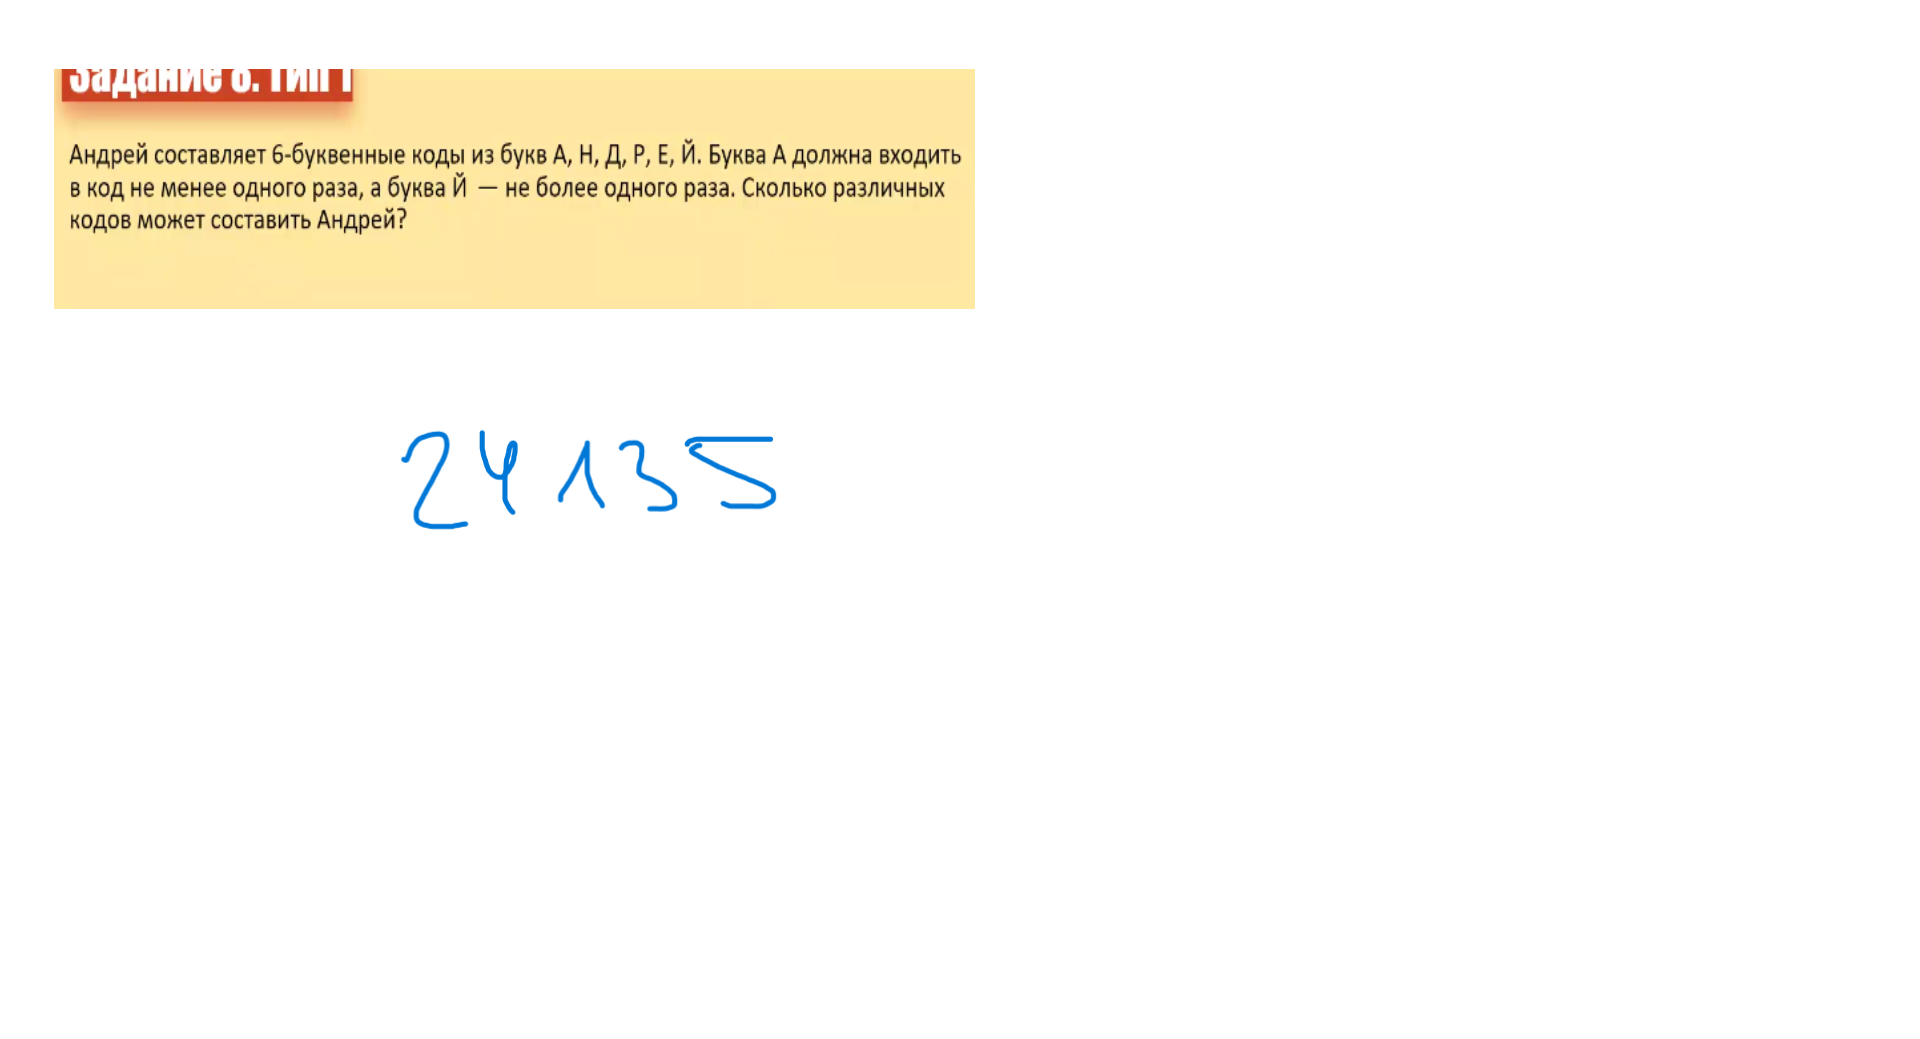 Задание 8. Тип 1
Андрей составляет 6-буквенные коды из букв А, Н, Д, Р, Е, Й. Буква А должна входить
в код не менее одного раза, а буква Й — не более одного раза. Сколько различных
кодов может составить Андрей?
24135